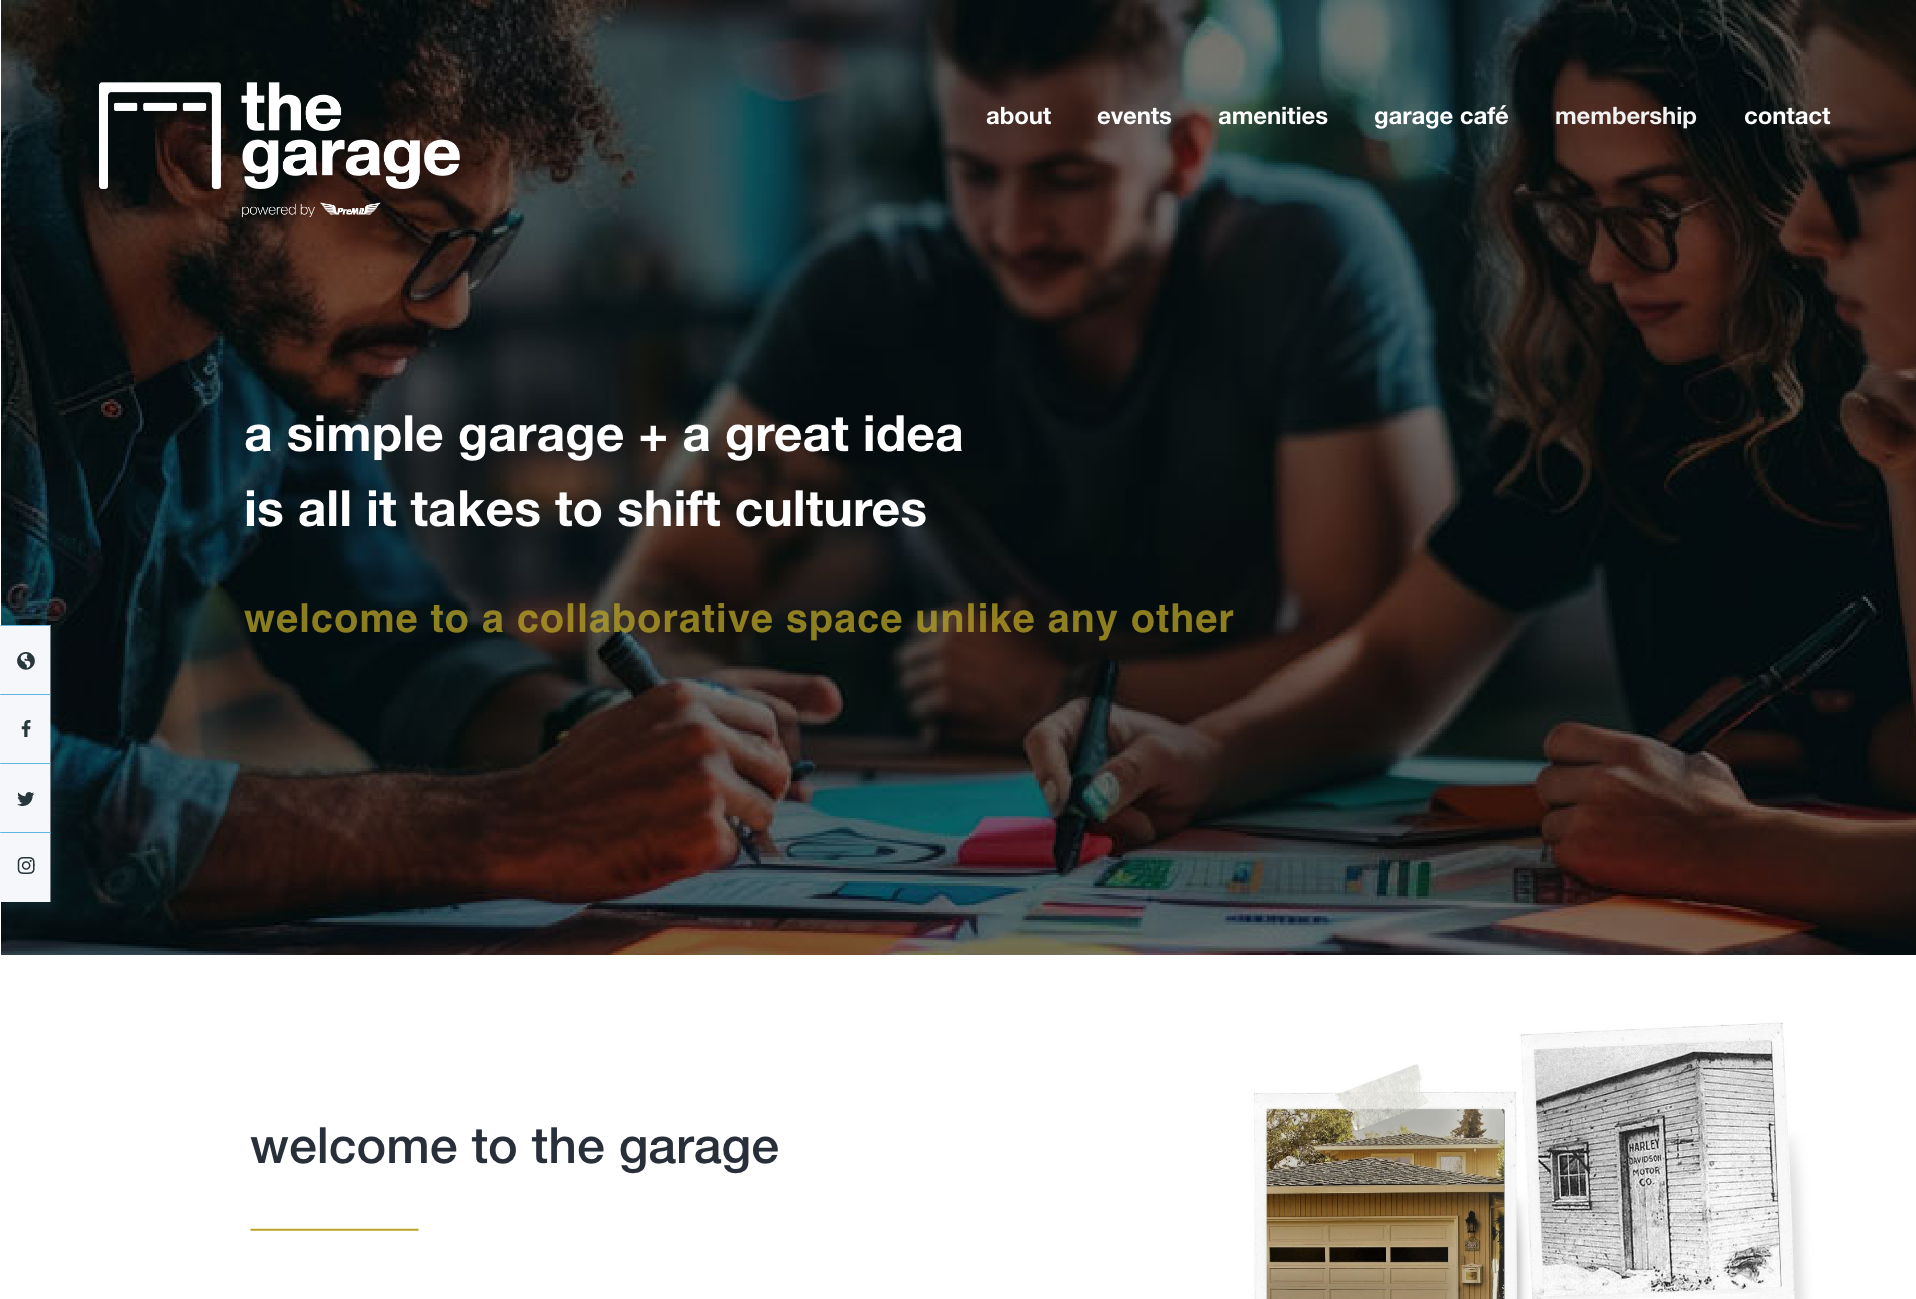 the
garage
powered by PreMD
about events amenities garage café membership contact
a simple garage + a great idea
is all it takes to shift cultures
welcome to a collaborative space unlike any other
welcome to the garage
HARLEY
DAVIDSON
MOTOR
CO.